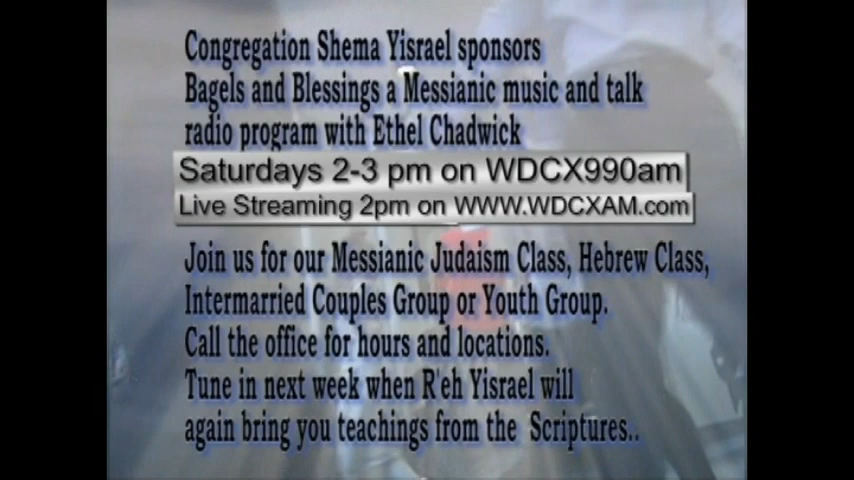 Congregation Shema Yisrael sponsors
Bagels and Blessings a Messianic music and talk
radio program with Ethel Chadwick
Saturdays 2-3 pm on WDCX990am
Live Streaming 2pm on WWW.WDCXAM.com
Join us for our Messianic Judaism Class, Hebrew Class,
Intermarried Couples Group or Youth Group.
Call the office for hours and locations.
Tune in next week when R'eh Yisrael will
again bring you teachings from the Scriptures..